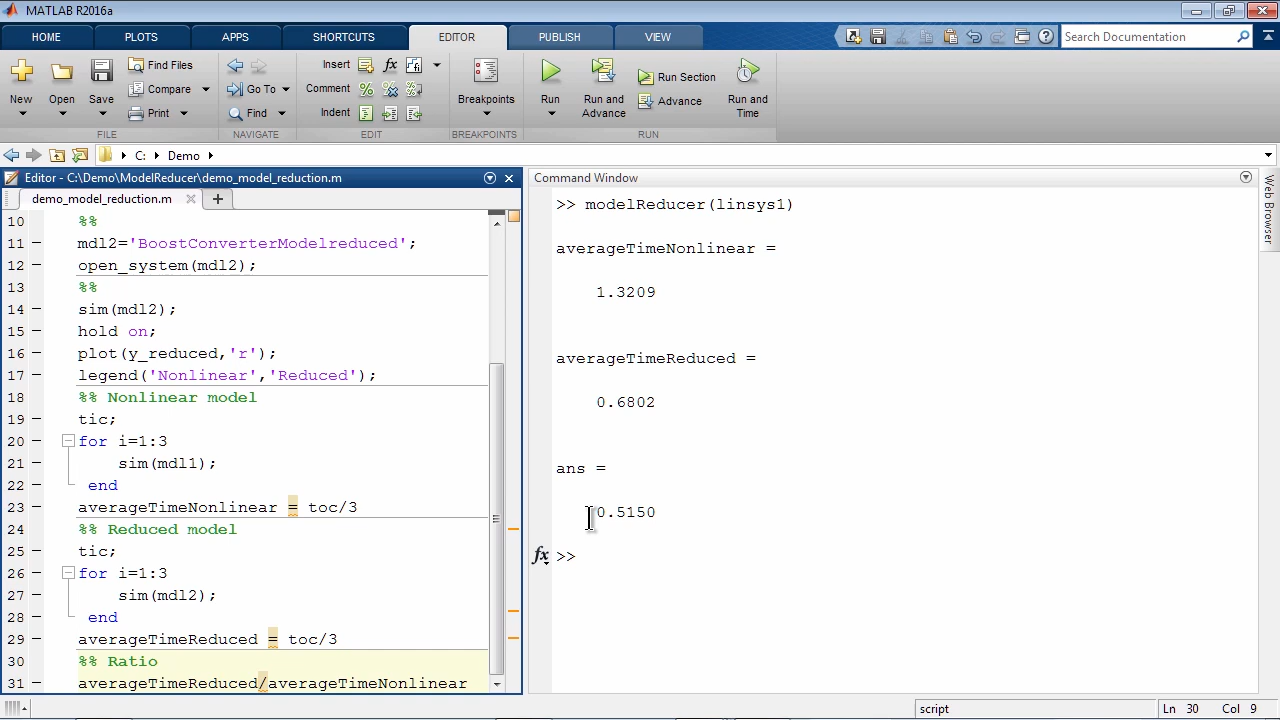 MATLAB R2016a
HOME PLOTS APPS SHORTCUTS EDITOR PUBLISH VIEW Search Documentation
New Open Save Find Files Compare Print
FILE
Go To Find
NAVIGATE
Insert fx
Comment
Indent
EDIT
Breakpoints
BREAKPOINTS
Run Run and Advance Run Section Advance Run and Time
RUN
C: Demo
Editor - C:\Demo\ModelReducer\demo_model_reduction.m
demo_model_reduction.m +
10 %%
11 mdl2='BoostConverterModelreduced';
12 open_system(mdl2);
13 %%
14 sim(mdl2);
15 hold on;
16 plot(y_reduced,'r');
17 legend('Nonlinear','Reduced');
18 %% Nonlinear model
19 tic;
20 for i=1:3
21 sim(mdl1);
22 end
23 averageTimeNonlinear = toc/3
24 %% Reduced model
25 tic;
26 for i=1:3
27 sim(mdl2);
28 end
29 averageTimeReduced = toc/3
30 %% Ratio
31 averageTimeReduced/averageTimeNonlinear
Command Window
>> modelReducer(linsys1)
averageTimeNonlinear =
1.3209
averageTimeReduced =
0.6802
ans =
0.5150
fx >>
Web Browser
script Ln 30 Col 9